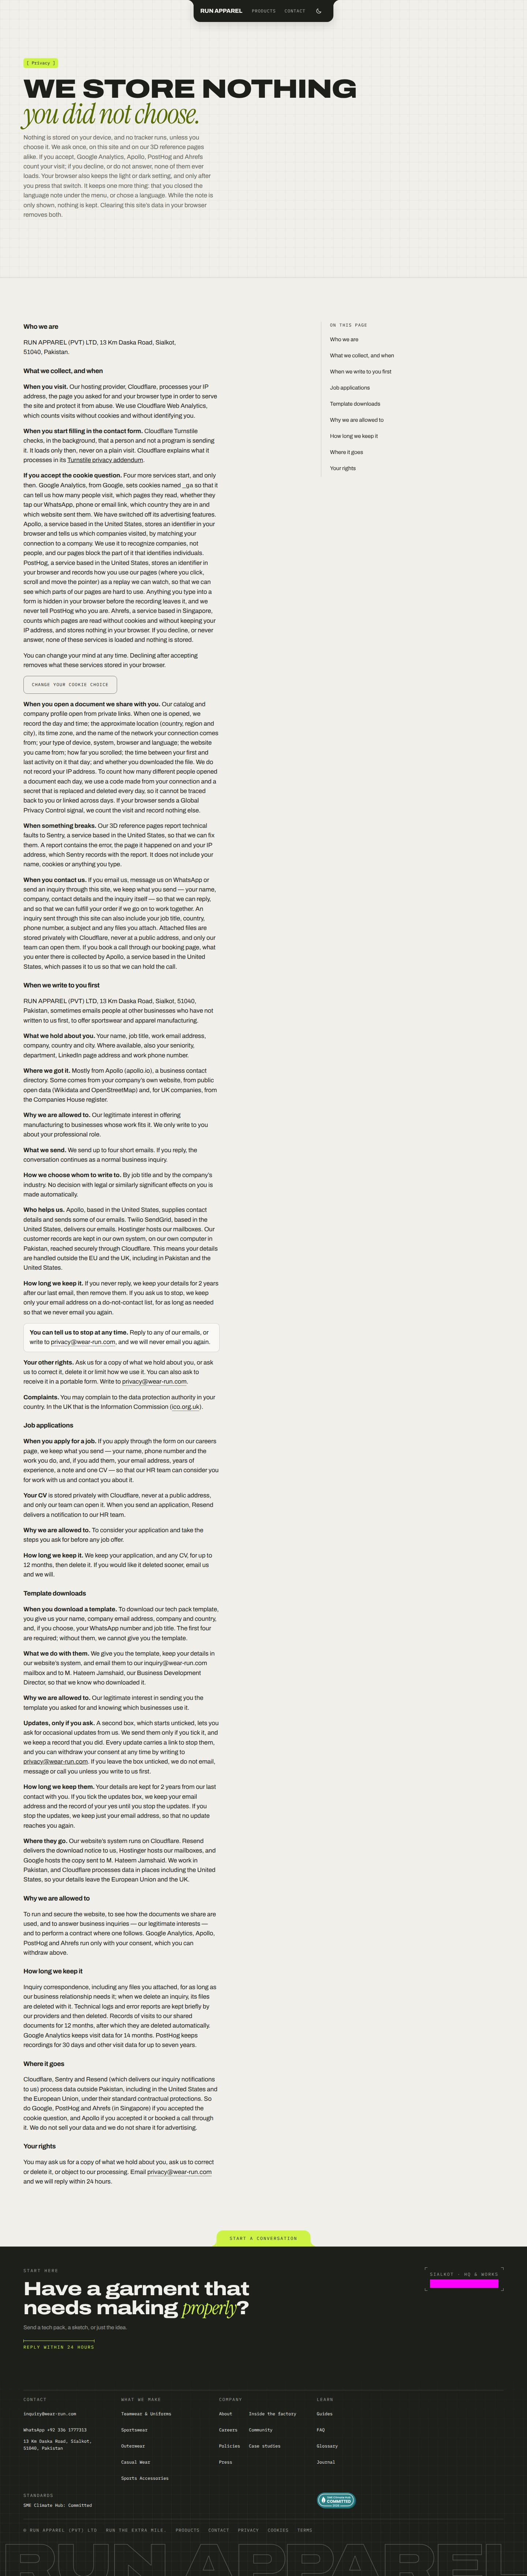 RUN APPAREL
PRODUCTS
CONTACT
[ Privacy ]
WE STORE NOTHING
you did not choose.
Nothing is stored on your device, and no tracker runs, unless you
choose it. We ask once, on this site and on our 3D reference pages
alike. If you accept, Google Analytics, Apollo, PostHog and Ahrefs
count your visit; if you decline, or do not answer, none of them ever
loads. Your browser also keeps the light or dark setting, and only after
you press that switch. It keeps one more thing: that you closed the
language note under the menu, or chose a language. While the note is
only shown, nothing is kept. Clearing this site's data in your browser
removes both.
Who we are
RUN APPAREL (PVT) LTD, 13 Km Daska Road, Sialkot,
51040, Pakistan.
What we collect, and when
When you visit. Our hosting provider, Cloudflare, processes your IP
address, the page you asked for and your browser type in order to serve
the site and protect it from abuse. We use Cloudflare Web Analytics,
which counts visits without cookies and without identifying you.
When you start filling in the contact form. Cloudflare Turnstile
checks, in the background, that a person and not a program is sending
it. It loads only then, never on a plain visit. Cloudflare explains what it
processes in its Turnstile privacy addendum.
If you accept the cookie question. Four more services start, and only
then. Google Analytics, from Google, sets cookies named _ga so that it
can tell us how many people visit, which pages they read, whether they
tap our WhatsApp, phone or email link, which country they are in and
which website sent them. We have switched off its advertising features.
Apollo, a service based in the United States, stores an identifier in your
browser and tells us which companies visited, by matching your
connection to a company. We use it to recognize companies, not
people, and our pages block the part of it that identifies individuals.
PostHog, a service based in the United States, stores an identifier in
your browser and records how you use our pages (where you click,
scroll and move the pointer) as a replay we can watch, so that we can
see which parts of our pages are hard to use. Anything you type into a
form is hidden in your browser before the recording leaves it, and we
never tell PostHog who you are. Ahrefs, a service based in Singapore,
counts which pages are read without cookies and without keeping your
IP address, and stores nothing in your browser. If you decline, or never
answer, none of these services is loaded and nothing is stored.
You can change your mind at any time. Declining after accepting
removes what these services stored in your browser.
CHANGE YOUR COOKIE CHOICE
When you open a document we share with you. Our catalog and
company profile open from private links. When one is opened, we
record the day and time; the approximate location (country, region and
city), its time zone, and the name of the network your connection comes
from; your type of device, system, browser and language; the website
you came from; how far you scrolled; the time between your first and
last activity on it that day; and whether you downloaded the file. We do
not record your IP address. To count how many different people opened
a document each day, we use a code made from your connection and a
secret that is replaced and deleted every day, so it cannot be traced
back to you or linked across days. If your browser sends a Global
Privacy Control signal, we count the visit and record nothing else.
When something breaks. Our 3D reference pages report technical
faults to Sentry, a service based in the United States, so that we can fix
them. A report contains the error, the page it happened on and your IP
address, which Sentry records with the report. It does not include your
name, cookies or anything you type.
When you contact us. If you email us, message us on WhatsApp or
send an inquiry through this site, we keep what you send — your name,
company, contact details and the inquiry itself — so that we can reply,
and so that we can fulfill your order if we go on to work together. An
inquiry sent through this site can also include your job title, country,
phone number, a subject and any files you attach. Attached files are
stored privately with Cloudflare, never at a public address, and only our
team can open them. If you book a call through our booking page, what
you enter there is collected by Apollo, a service based in the United
States, which passes it to us so that we can hold the call.
When we write to you first
RUN APPAREL (PVT) LTD, 13 Km Daska Road, Sialkot, 51040,
Pakistan, sometimes emails people at other businesses who have not
written to us first, to offer sportswear and apparel manufacturing.
What we hold about you. Your name, job title, work email address,
company, country and city. Where available, also your seniority,
department, LinkedIn page address and work phone number.
Where we got it. Mostly from Apollo (apollo.io), a business contact
directory. Some comes from your company's own website, from public
open data (Wikidata and OpenStreetMap) and, for UK companies, from
the Companies House register.
Why we are allowed to. Our legitimate interest in offering
manufacturing to businesses whose work fits it. We only write to you
about your professional role.
What we send. We send up to four short emails. If you reply, the
conversation continues as a normal business inquiry.
How we choose whom to write to. By job title and by the company's
industry. No decision with legal or similarly significant effects on you is
made automatically.
Who helps us. Apollo, based in the United States, supplies contact
details and sends some of our emails. Twilio SendGrid, based in the
United States, delivers our emails. Hostinger hosts our mailboxes. Our
customer records are kept in our own system, on our own computer in
Pakistan, reached securely through Cloudflare. This means your details
are handled outside the EU and the UK, including in Pakistan and the
United States.
How long we keep it. If you never reply, we keep your details for 2 years
after our last email, then remove them. If you ask us to stop, we keep
only your email address on a do-not-contact list, for as long as needed
so that we never email you again.
You can tell us to stop at any time. Reply to any of our emails, or
write to privacy@wear-run.com, and we will never email you again.
Your other rights. Ask us for a copy of what we hold about you, or ask
us to correct it, delete it or limit how we use it. You can also ask to
receive it in a portable form. Write to privacy@wear-run.com.
Complaints. You may complain to the data protection authority in your
country. In the UK that is the Information Commission (ico.org.uk).
Job applications
When you apply for a job. If you apply through the form on our careers
page, we keep what you send — your name, phone number and the
work you do, and, if you add them, your email address, years of
experience, a note and one CV — so that our HR team can consider you
for work with us and contact you about it.
Your CV is stored privately with Cloudflare, never at a public address,
and only our team can open it. When you send an application, Resend
delivers a notification to our HR team.
Why we are allowed to. To consider your application and take the
steps you ask for before any job offer.
How long we keep it. We keep your application, and any CV, for up to
12 months, then delete it. If you would like it deleted sooner, email us
and we will.
Template downloads
When you download a template. To download our tech pack template,
you give us your name, company email address, company and country,
and, if you choose, your WhatsApp number and job title. The first four
are required; without them, we cannot give you the template.
What we do with them. We give you the template, keep your details in
our website's system, and email them to our inquiry@wear-run.com
mailbox and to M. Hateem Jamshaid, our Business Development
Director, so that we know who downloaded it.
Why we are allowed to. Our legitimate interest in sending you the
template you asked for and knowing which businesses use it.
Updates, only if you ask. A second box, which starts unticked, lets you
ask for occasional updates from us. We send them only if you tick it, and
we keep a record that you did. Every update carries a link to stop them,
and you can withdraw your consent at any time by writing to
privacy@wear-run.com. If you leave the box unticked, we do not email,
message or call you unless you write to us first.
How long we keep them. Your details are kept for 2 years from our last
contact with you. If you tick the updates box, we keep your email
address and the record of your yes until you stop the updates. If you
stop the updates, we keep just your email address, so that no update
reaches you again.
Where they go. Our website's system runs on Cloudflare. Resend
delivers the download notice to us, Hostinger hosts our mailboxes, and
Google hosts the copy sent to M. Hateem Jamshaid. We work in
Pakistan, and Cloudflare processes data in places including the United
States, so your details leave the European Union and the UK.
Why we are allowed to
To run and secure the website, to see how the documents we share are
used, and to answer business inquiries — our legitimate interests —
and to perform a contract where one follows. Google Analytics, Apollo,
PostHog and Ahrefs run only with your consent, which you can
withdraw above.
How long we keep it
Inquiry correspondence, including any files you attached, for as long as
our business relationship needs it; when we delete an inquiry, its files
are deleted with it. Technical logs and error reports are kept briefly by
our providers and then deleted. Records of visits to our shared
documents for 12 months, after which they are deleted automatically.
Google Analytics keeps visit data for 14 months. PostHog keeps
recordings for 30 days and other visit data for up to seven years.
Where it goes
Cloudflare, Sentry and Resend (which delivers our inquiry notifications
to us) process data outside Pakistan, including in the United States and
the European Union, under their standard contractual protections. So
do Google, PostHog and Ahrefs (in Singapore) if you accepted the
cookie question, and Apollo if you accepted it or booked a call through
it. We do not sell your data and we do not share it for advertising.
Your rights
You may ask us for a copy of what we hold about you, ask us to correct
or delete it, or object to our processing. Email privacy@wear-run.com
and we will reply within 24 hours.
ON THIS PAGE
Who we are
What we collect, and when
When we write to you first
Job applications
Template downloads
Why we are allowed to
How long we keep it
Where it goes
Your rights
START A CONVERSATION
START HERE
Have a garment that
needs making properly?
Send a tech pack, a sketch, or just the idea.
REPLY WITHIN 24 HOURS
SIALKOT · HQ & WORKS
CONTACT
inquiry@wear-run.com
WhatsApp +92 336 1777313
13 Km Daska Road, Sialkot,
51040, Pakistan
WHAT WE MAKE
Teamwear & Uniforms
Sportswear
Outerwear
Casual Wear
Sports Accessories
COMPANY
About
Inside the factory
Careers
Community
Policies
Case studies
Press
LEARN
Guides
FAQ
Glossary
Journal
STANDARDS
SME Climate Hub: Committed
COMMITTED
© RUN APPAREL (PVT) LTD
RUN THE EXTRA MILE.
PRODUCTS
CONTACT
PRIVACY
COOKIES
TERMS
RUN APPAREL